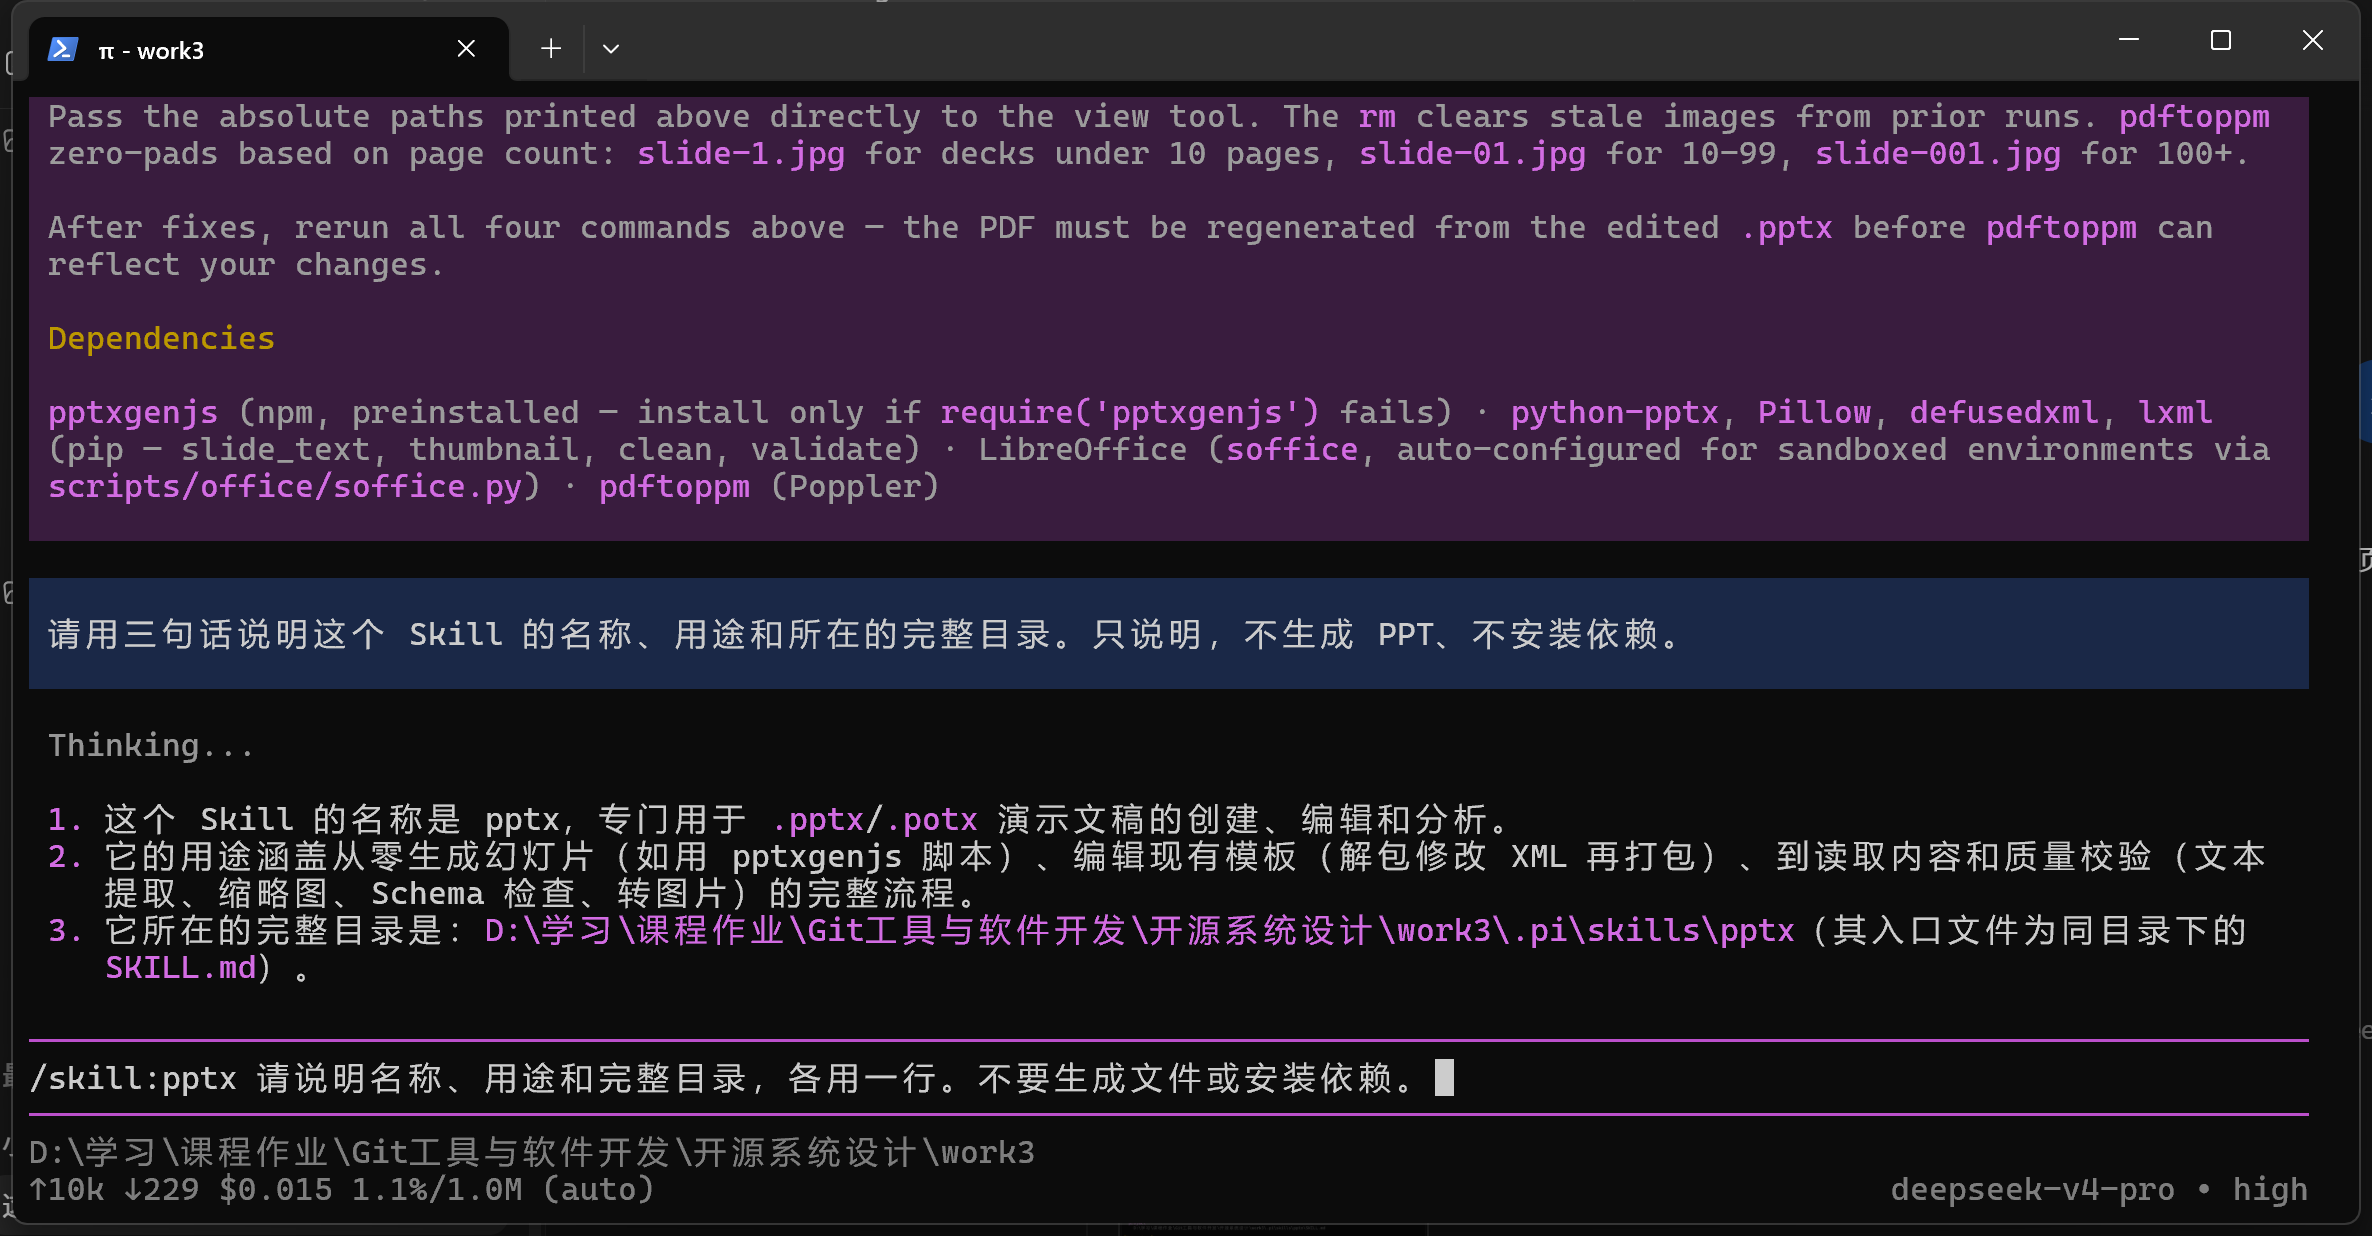 π - work3
Pass the absolute paths printed above directly to the view tool. The rm clears stale images from prior runs. pdftoppm
zero-pads based on page count: slide-1.jpg for decks under 10 pages, slide-01.jpg for 10-99, slide-001.jpg for 100+.
After fixes, rerun all four commands above — the PDF must be regenerated from the edited .pptx before pdftoppm can
reflect your changes.
Dependencies
pptxgenjs (npm, preinstalled — install only if require('pptxgenjs') fails) · python-pptx, Pillow, defusedxml, lxml
(pip — slide_text, thumbnail, clean, validate) · LibreOffice (soffice, auto-configured for sandboxed environments via
scripts/office/soffice.py) · pdftoppm (Poppler)
请用三句话说明这个 Skill 的名称、用途和所在的完整目录。只说明，不生成 PPT、不安装依赖。
Thinking...
1. 这个 Skill 的名称是 pptx，专门用于 .pptx/.potx 演示文稿的创建、编辑和分析。
2. 它的用途涵盖从零生成幻灯片（如用 pptxgenjs 脚本）、编辑现有模板（解包修改 XML 再打包）、到读取内容和质量校验（文本
提取、缩略图、Schema 检查、转图片）的完整流程。
3. 它所在的完整目录是：D:\学习\课程作业\Git工具与软件开发\开源系统设计\work3\.pi\skills\pptx（其入口文件为同目录下的
SKILL.md）。
/skill:pptx 请说明名称、用途和完整目录，各用一行。不要生成文件或安装依赖。
D:\学习\课程作业\Git工具与软件开发\开源系统设计\work3
↑10k ↓229 $0.015 1.1%/1.0M (auto)
deepseek-v4-pro • high